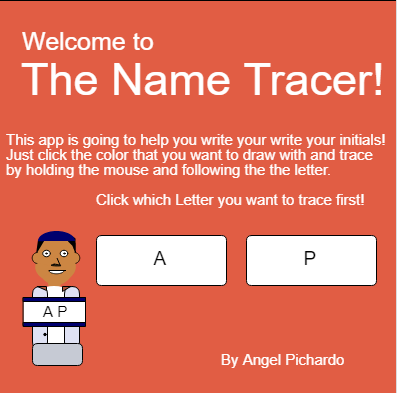 Welcome to
The Name Tracer!
This app is going to help you write your write your initials!
Just click the color that you want to draw with and trace
by holding the mouse and following the the letter.
Click which Letter you want to trace first!
A
P
A P
By Angel Pichardo